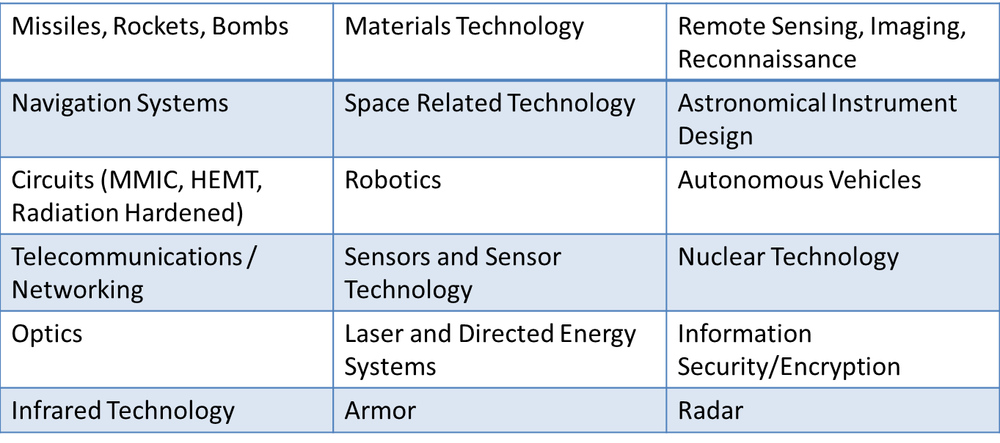 Missiles, Rockets, Bombs
Materials Technology
Remote Sensing, Imaging,
Reconnaissance
Navigation Systems
Space Related Technology
Astronomical Instrument
Design
Circuits (MMIC, HEMT,
Radiation Hardened)
Robotics
Autonomous Vehicles
Telecommunications /
Networking
Sensors and Sensor
Technology
Nuclear Technology
Optics
Laser and Directed Energy
Systems
Information
Security/Encryption
Infrared Technology
Armor
Radar